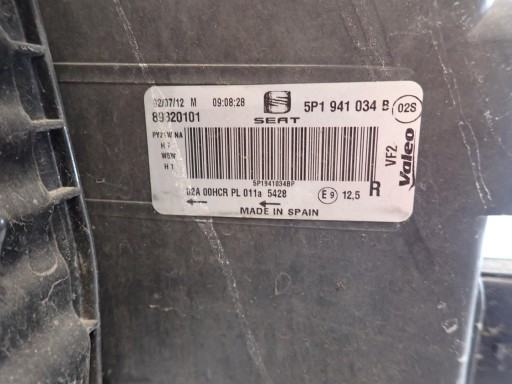 02/07/12 M 09:08:28
5P1 941 034 B
02S
89320101
SEAT
PY21W NA
H 7
W5W
H 1
VF2
Valeo
5P1941034BP
02A 00HCR PL 011a 5428
E 9 12,5
R
MADE IN SPAIN